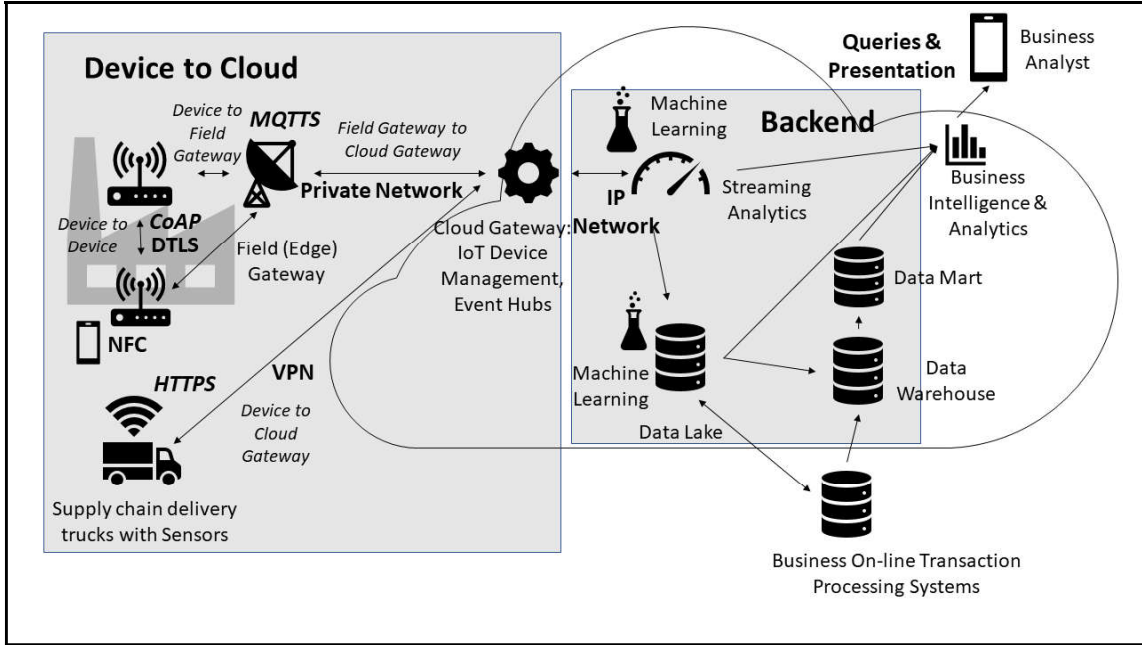 Device to Cloud
Device to
Field
Gateway
MQTTS
Field Gateway to
Cloud Gateway
Private Network
Device to
Device
CoAP
DTLS
Field (Edge)
Gateway
NFC
HTTPS
VPN
Device to
Cloud
Gateway
Supply chain delivery
trucks with Sensors
Cloud Gateway:
IoT Device
Management,
Event Hubs
IP
Network
Backend
Machine
Learning
Streaming
Analytics
Machine
Learning
Data Lake
Data Mart
Data
Warehouse
Queries &
Presentation
Business
Analyst
Business
Intelligence &
Analytics
Business On-line Transaction
Processing Systems